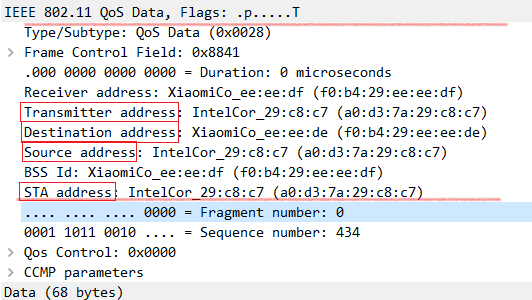 IEEE 802.11 QoS Data, Flags: .p.....T
Type/Subtype: QoS Data (0x0028)
Frame Control Field: 0x8841
.000 0000 0000 0000 = Duration: 0 microseconds
Receiver address: XiaomiCo_ee:ee:df (f0:b4:29:ee:ee:df)
Transmitter address: IntelCor_29:c8:c7 (a0:d3:7a:29:c8:c7)
Destination address: XiaomiCo_ee:ee:de (f0:b4:29:ee:ee:de)
Source address: IntelCor_29:c8:c7 (a0:d3:7a:29:c8:c7)
BSS Id: XiaomiCo_ee:ee:df (f0:b4:29:ee:ee:df)
STA address: IntelCor_29:c8:c7 (a0:d3:7a:29:c8:c7)
.... .... .... 0000 = Fragment number: 0
0001 1011 0010 .... = Sequence number: 434
Qos Control: 0x0000
CCMP parameters
Data (68 bytes)